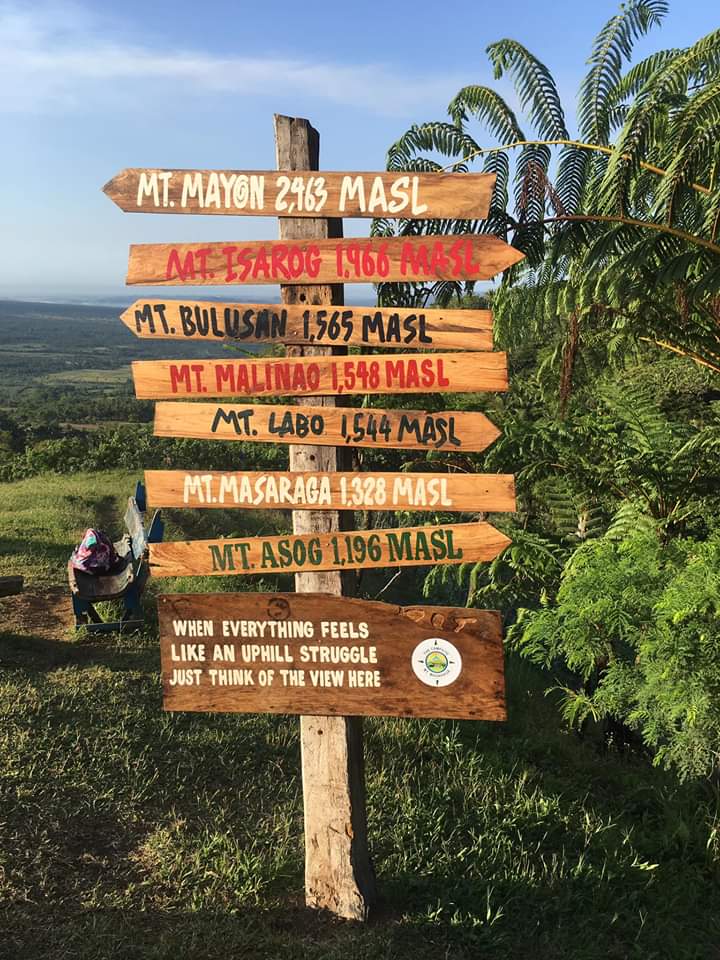 MT. MAYON 2,463 MASL
MT. ISAROG 1,966 MASL
MT. BULUSAN 1,565 MASL
MT. MALINAO 1,548 MASL
MT. LABO 1,544 MASL
MT. MASARAGA 1,328 MASL
MT. ASOG 1,196 MASL
WHEN EVERYTHING FEELS
LIKE AN UPHILL STRUGGLE
JUST THINK OF THE VIEW HERE